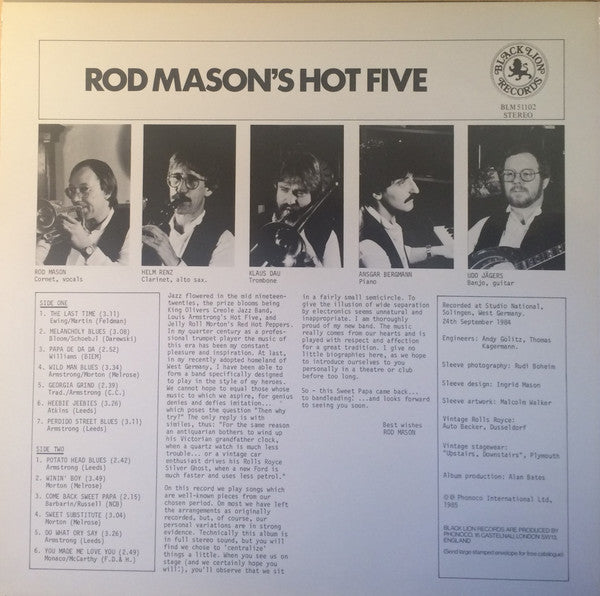 ROD MASON'S HOT FIVE
BLACK LION
RECORDS
BLM 51102
STEREO
ROD MASON
Cornet, vocals
HELM RENZ
Clarinet, alto sax.
KLAUS DAU
Trombone
ANSGAR BERGMANN
Piano
UDO JÄGERS
Banjo, guitar
SIDE ONE
1. THE LAST TIME (3.11)
Ewing/Martin (Feldman)
2. MELANCHOLY BLUES (3.08)
Bloom/Schoebl (Darewski)
3. PAPA DE DA DA (2.52)
Williams (BIEM)
4. WILD MAN BLUES (3.34)
Armstrong/Morton (Melrose)
5. GEORGIA GRIND (2.39)
Trad./Armstrong (C.C.)
6. HEEBIE JEEBIES (3.26)
Atkins (Leeds)
7. PERDIDO STREET BLUES (3.11)
Armstrong (Leeds)
SIDE TWO
1. POTATO HEAD BLUES (2.42)
Armstrong (Leeds)
2. WININ' BOY (3.49)
Morton (Melrose)
3. COME BACK SWEET PAPA (2.15)
Barbarin/Russell (NCB)
4. SWEET SUBSTITUTE (3.04)
Morton (Melrose)
5. DO WHAT ORY SAY (3.26)
Armstrong (Leeds)
6. YOU MADE ME LOVE YOU (2.49)
Monaco/McCarthy (F.D.& H.)
Jazz flowered in the mid nineteen-
twenties, the prize blooms being
King Olivers Creole Jazz Band,
Louis Armstrong's Hot Five, and
Jelly Roll Morton's Red Hot Peppers.
In my quarter century as a profes-
sional trumpet player the music of
this era has been my constant
pleasure and inspiration. At last,
in my recently adopted homeland of
West Germany, I have been able to
form a band specifically designed
to play in the style of my heroes.
We cannot hope to equal those whose
music to which we aspire, for genius
denies and defies imitation...
which poses the question "Then why
try?" The only reply is with
similes, thus: "For the same reason
an antiquarian bothers to wind up
his Victorian grandfather clock,
when a quartz watch is much less
trouble... or a vintage car
enthusiast drives his Rolls Royce
Silver Ghost, when a new Ford is
much faster and uses less petrol."
On this record we play songs which
are well-known pieces from our
chosen period. On most we have left
the arrangements as originally
recorded, but, of course, our
personal variations are in strong
evidence. Technically this album is
in full stereo sound, but you will
find we chose to 'centralize'
things a little. When you see us on
stage (and we certainly hope you
will!), you'll observe that we sit
in a fairly small semicircle. To
give the illusion of wide separation
by electronics seems unnatural and
inappropriate. I am thoroughly
proud of my new band. The music
really comes from our hearts and is
played with respect and affection
for a great tradition. I give no
little biographies here, as we hope
to introduce ourselves to you
personally in a theatre or club
before too long.
So - this Sweet Papa came back...
to bandleading! ...and looks forward
to seeing you soon.
Best wishes
ROD MASON
Recorded at Studio National,
Solingen, West Germany.
24th September 1984
Engineers: Andy Gölitz, Thomas
Kagermann.
Sleeve photography: Rudi Boheim
Sleeve design: Ingrid Mason
Sleeve artwork: Malcolm Walker
Vintage Rolls Royce:
Auto Becker, Dusseldorf
Vintage stagewear:
"Upstairs, Downstairs", Plymouth
Album production: Alan Bates
©℗ Phonoco International Ltd.,
1985
BLACK LION RECORDS ARE PRODUCED BY
PHONOCO, 16 CASTELNAU, LONDON SW13,
ENGLAND
(Send large stamped envelope for free catalogue)